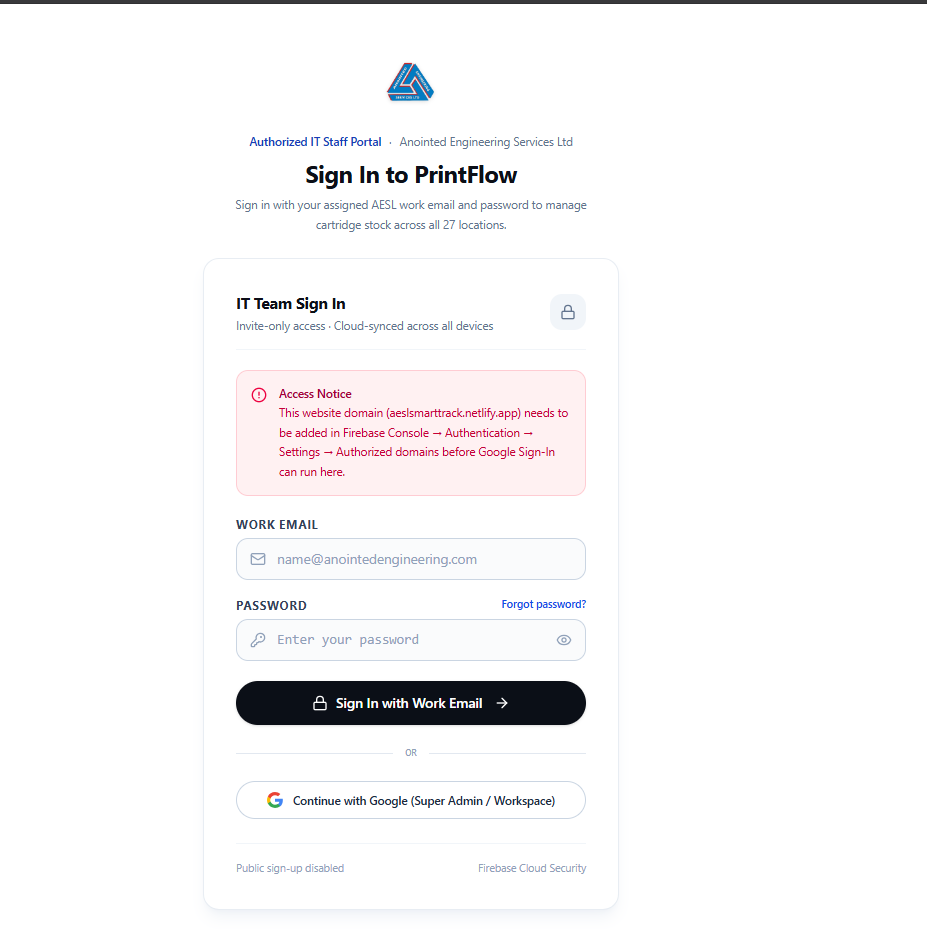 Authorized IT Staff Portal · Anointed Engineering Services Ltd
Sign In to PrintFlow
Sign in with your assigned AESL work email and password to manage
cartridge stock across all 27 locations.
IT Team Sign In
Invite-only access · Cloud-synced across all devices
Access Notice
This website domain (aeslsmarttrack.netlify.app) needs to
be added in Firebase Console → Authentication →
Settings → Authorized domains before Google Sign-In
can run here.
WORK EMAIL
name@anointedengineering.com
PASSWORD Forgot password?
Enter your password
Sign In with Work Email →
OR
Continue with Google (Super Admin / Workspace)
Public sign-up disabled Firebase Cloud Security